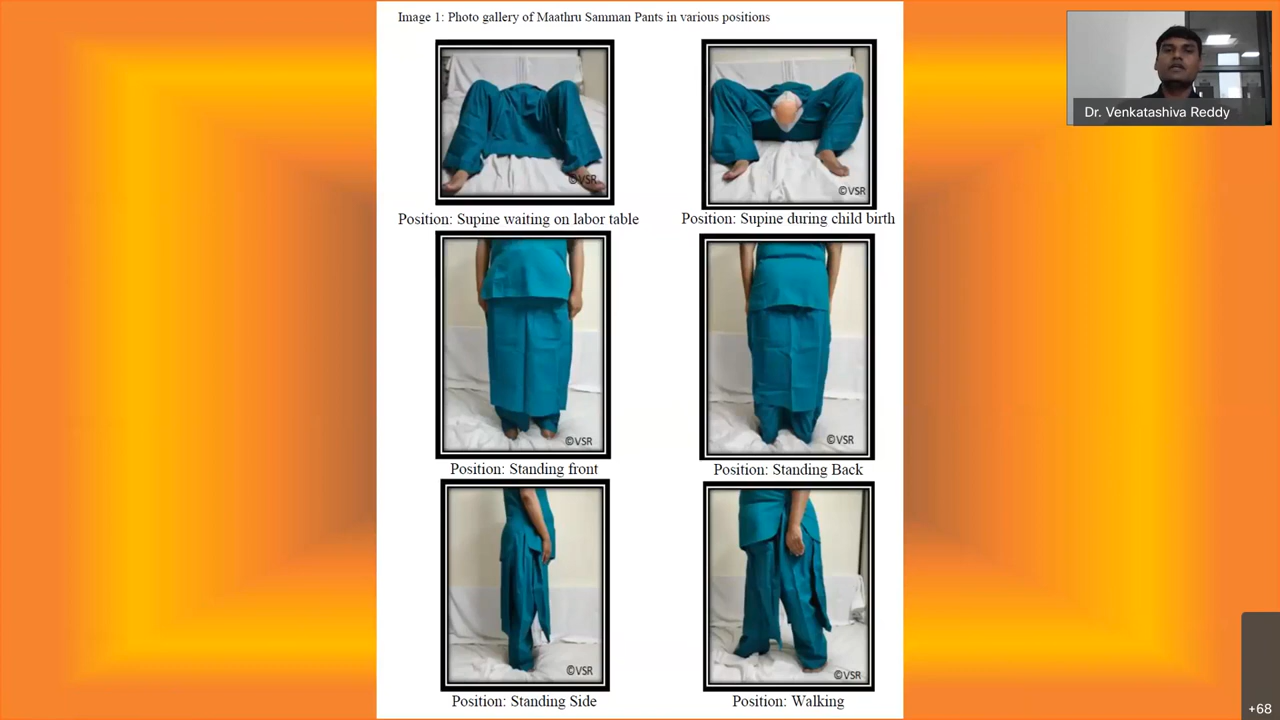 Image 1: Photo gallery of Maathru Samman Pants in various positions
Dr. Venkatashiva Reddy
©VSR
©VSR
Position: Supine waiting on labor table
Position: Supine during child birth
©VSR
©VSR
Position: Standing front
Position: Standing Back
©VSR
©VSR
Position: Standing Side
Position: Walking
+68